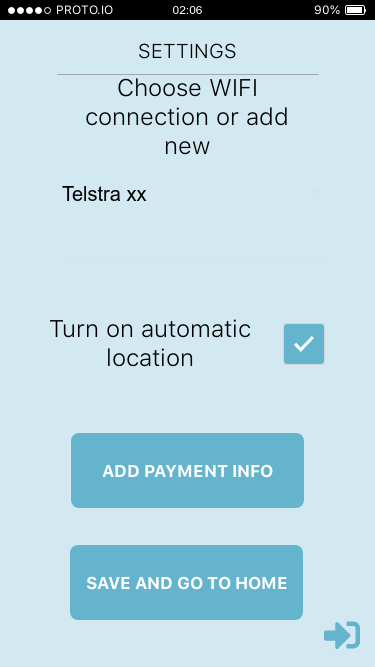 PROTO.IO 02:06 90%
SETTINGS
Choose WIFI
connection or add
new
Telstra xx
Turn on automatic
location
ADD PAYMENT INFO
SAVE AND GO TO HOME